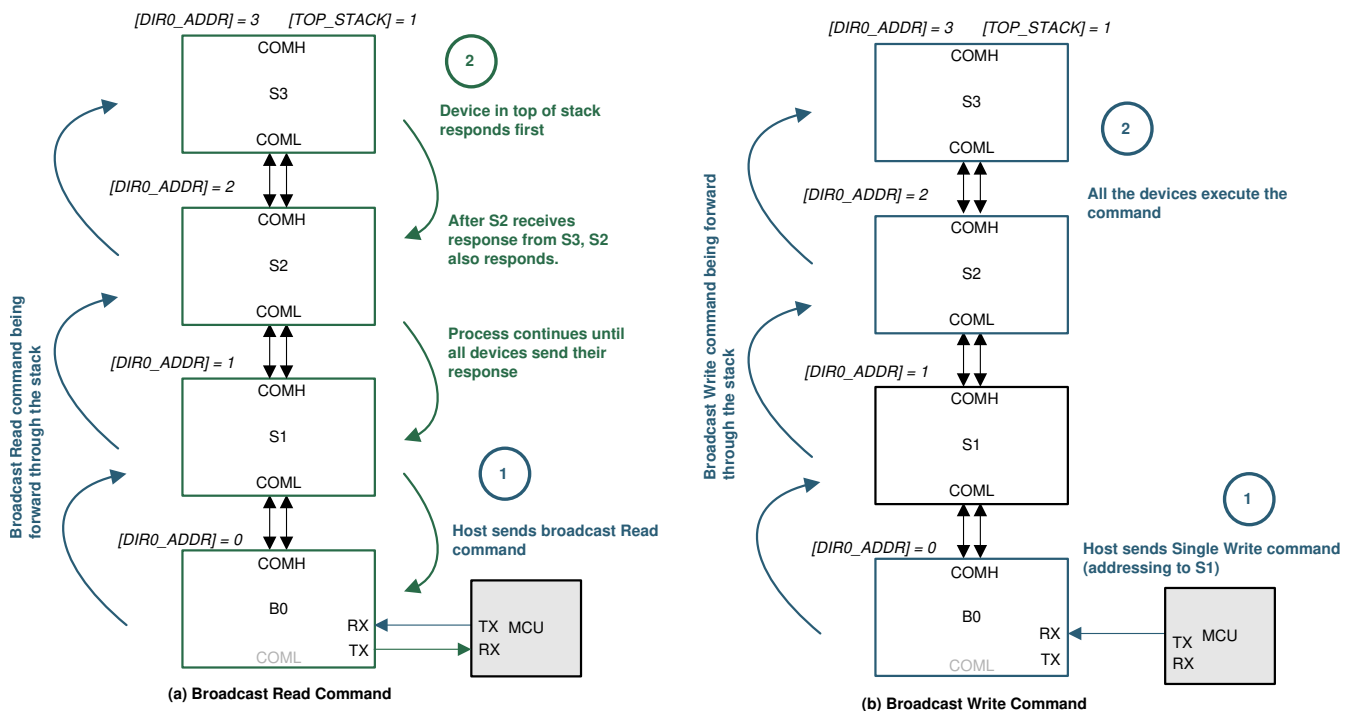 [DIR0_ADDR] = 3 [TOP_STACK] = 1
COMH
S3
COML
2
Device in top of stack
responds first
[DIR0_ADDR] = 2
COMH
S2
COML
After S2 receives
response from S3, S2
also responds.
Process continues until
all devices send their
response
[DIR0_ADDR] = 1
COMH
S1
COML
1
Host sends broadcast Read
command
[DIR0_ADDR] = 0
COMH
B0
RX
TX
COML
TX MCU
RX
Broadcast Read command being
forward through the stack
(a) Broadcast Read Command
[DIR0_ADDR] = 3 [TOP_STACK] = 1
COMH
S3
COML
2
All the devices execute the
command
[DIR0_ADDR] = 2
COMH
S2
COML
[DIR0_ADDR] = 1
COMH
S1
COML
1
Host sends Single Write command
(addressing to S1)
[DIR0_ADDR] = 0
COMH
B0
RX
TX
COML
TX MCU
RX
Broadcast Write command being forward
through the stack
(b) Broadcast Write Command